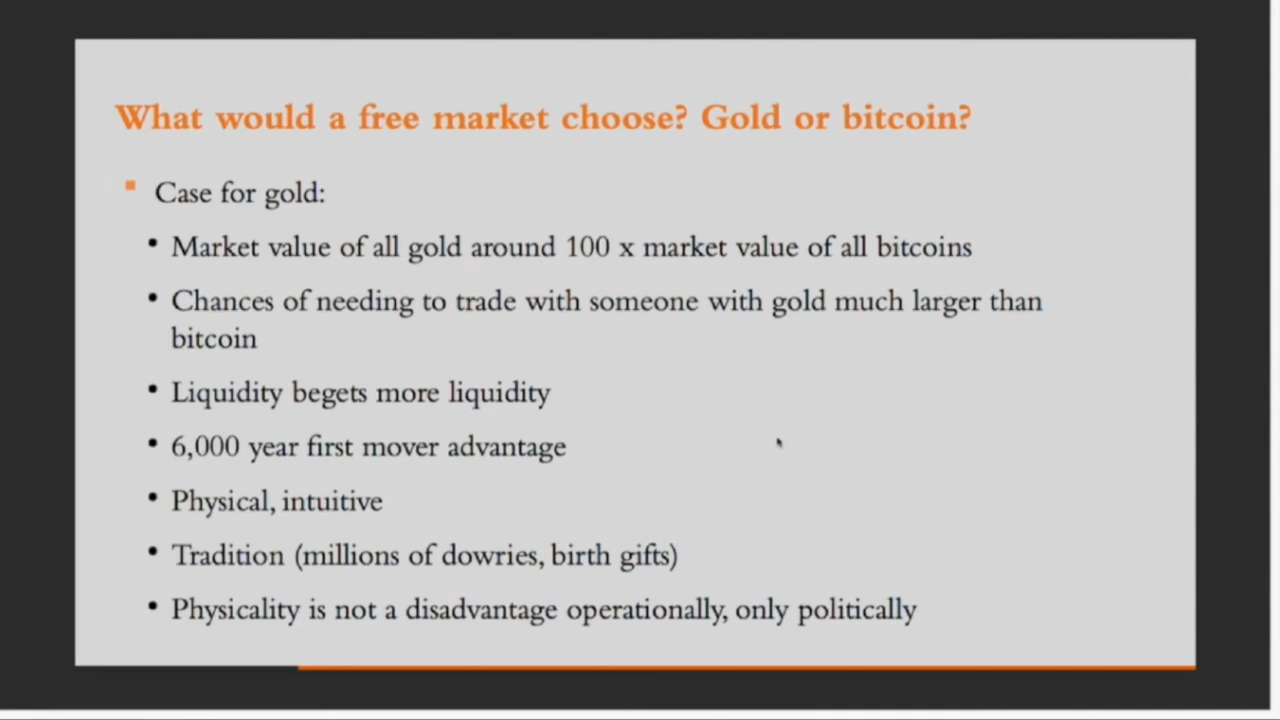 What would a free market choose? Gold or bitcoin?
Case for gold:
Market value of all gold around 100 x market value of all bitcoins
Chances of needing to trade with someone with gold much larger than
bitcoin
Liquidity begets more liquidity
6,000 year first mover advantage
Physical, intuitive
Tradition (millions of dowries, birth gifts)
Physicality is not a disadvantage operationally, only politically